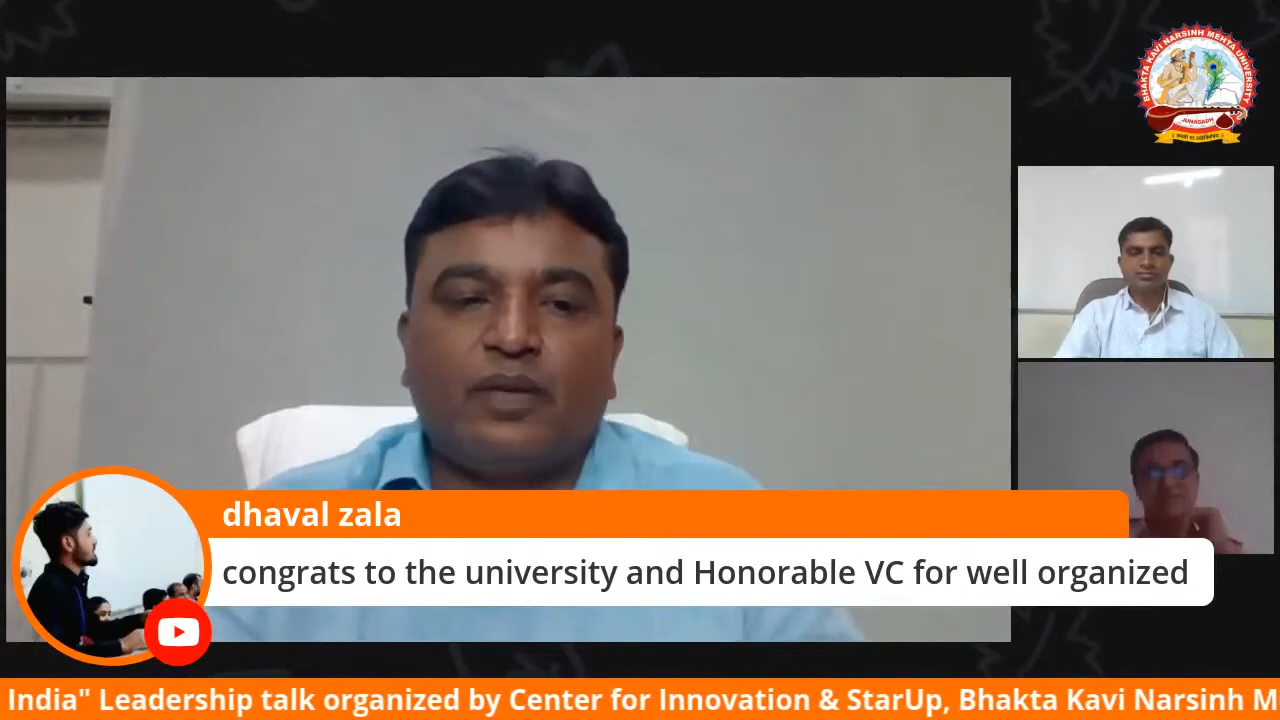 BHAKTA KAVI NARSINH MEHTA UNIVERSITY
JUNAGADH
dhaval zala
congrats to the university and Honorable VC for well organized
India" Leadership talk organized by Center for Innovation & StarUp, Bhakta Kavi Narsinh M